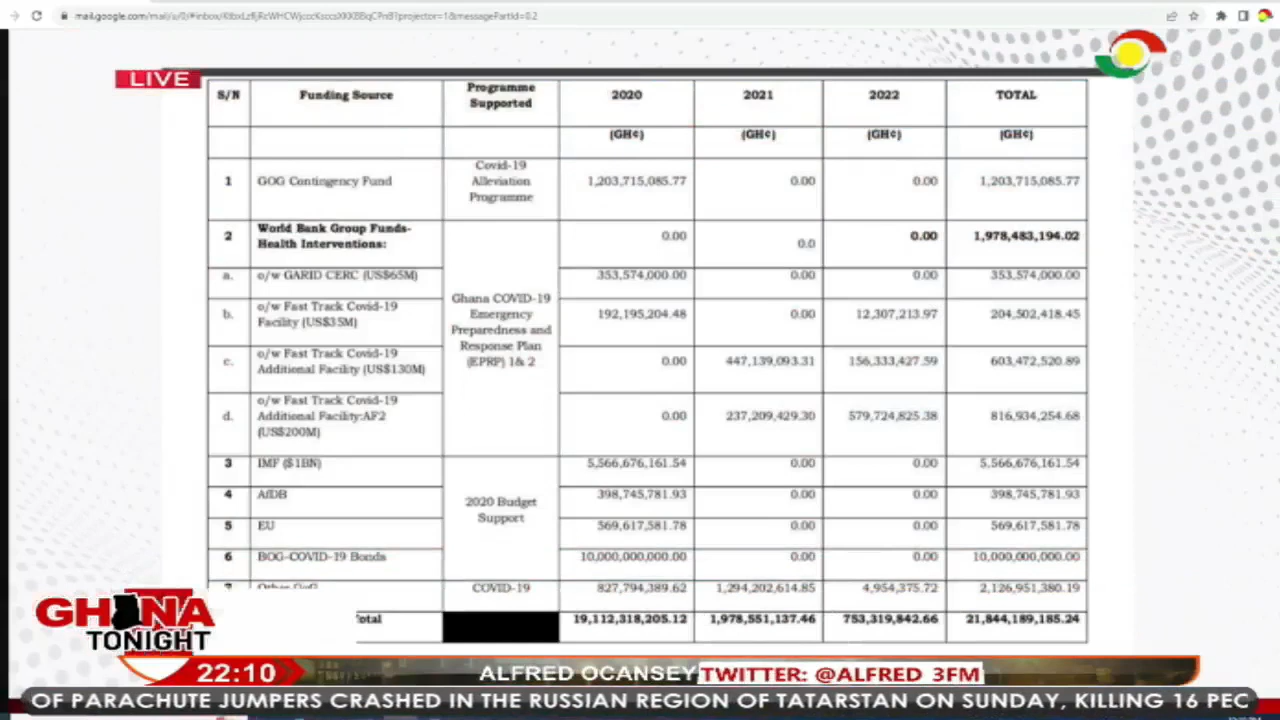 LIVE
S/N Funding Source Programme Supported 2020 2021 2022 TOTAL
(GH¢) (GH¢) (GH¢) (GH¢)
1 GOG Contingency Fund Covid-19 Alleviation Programme 1,203,715,085.77 0.00 0.00 1,203,715,085.77
2 World Bank Group Funds- Health Interventions: 0.00 0.0 0.00 1,978,483,194.02
Ghana COVID-19 Emergency Preparedness and Response Plan (EPRP) 1& 2
a. o/w GARID CERC (US$65M) 353,574,000.00 0.00 0.00 353,574,000.00
b. o/w Fast Track Covid-19 Facility (US$35M) 192,195,204.48 0.00 12,307,213.97 204,502,418.45
c. o/w Fast Track Covid-19 Additional Facility (US$130M) 0.00 447,139,093.31 156,333,427.59 603,472,520.89
d. o/w Fast Track Covid-19 Additional Facility:AF2 (US$200M) 0.00 237,209,429.30 579,724,825.38 816,934,254.68
3 IMF ($1BN) 5,566,676,161.54 0.00 0.00 5,566,676,161.54
2020 Budget Support
4 AfDB 398,745,781.93 0.00 0.00 398,745,781.93
5 EU 569,617,581.78 0.00 0.00 569,617,581.78
6 BOG-COVID-19 Bonds 10,000,000,000.00 0.00 0.00 10,000,000,000.00
Other COVID-19 827,794,389.62 1,294,202,614.85 4,954,375.72 2,126,951,380.19
otal 19,112,318,205.12 1,978,551,137.46 753,319,842.66 21,844,189,185.24
GHANA
TONIGHT
22:10 ALFRED OCANSEY TWITTER: @ALFRED_3FM
OF PARACHUTE JUMPERS CRASHED IN THE RUSSIAN REGION OF TATARSTAN ON SUNDAY, KILLING 16 PEC